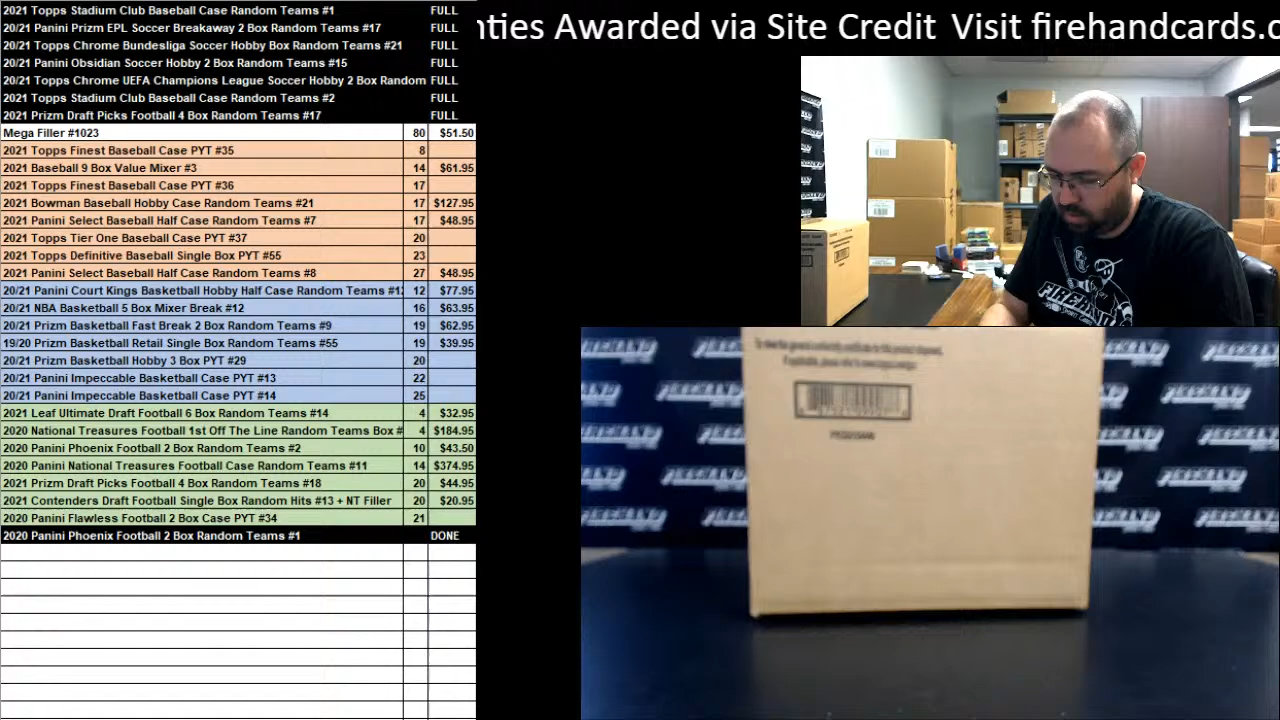 2021 Topps Stadium Club Baseball Case Random Teams #1 FULL
20/21 Panini Prizm EPL Soccer Breakaway 2 Box Random Teams #17 FULL
20/21 Topps Chrome Bundesliga Soccer Hobby Box Random Teams #21 FULL
20/21 Panini Obsidian Soccer Hobby 2 Box Random Teams #15 FULL
20/21 Topps Chrome UEFA Champions League Soccer Hobby 2 Box Random FULL
2021 Topps Stadium Club Baseball Case Random Teams #2 FULL
2021 Prizm Draft Picks Football 4 Box Random Teams #17 FULL
Mega Filler #1023 80 $51.50
2021 Topps Finest Baseball Case PYT #35 8
2021 Baseball 9 Box Value Mixer #3 14 $61.95
2021 Topps Finest Baseball Case PYT #36 17
2021 Bowman Baseball Hobby Case Random Teams #21 17 $127.95
2021 Panini Select Baseball Half Case Random Teams #7 17 $48.95
2021 Topps Tier One Baseball Case PYT #37 20
2021 Topps Definitive Baseball Single Box PYT #55 23
2021 Panini Select Baseball Half Case Random Teams #8 27 $48.95
20/21 Panini Court Kings Basketball Hobby Half Case Random Teams 12 $77.95
20/21 NBA Basketball 5 Box Mixer Break #12 16 $63.95
20/21 Prizm Basketball Fast Break 2 Box Random Teams #9 19 $62.95
19/20 Prizm Basketball Retail Single Box Random Teams #55 19 $39.95
20/21 Prizm Basketball Hobby 3 Box PYT #29 20
20/21 Panini Impeccable Basketball Case PYT #13 22
20/21 Panini Impeccable Basketball Case PYT #14 25
2021 Leaf Ultimate Draft Football 6 Box Random Teams #14 4 $32.95
2020 National Treasures Football 1st Off The Line Random Teams Box # 4 $184.95
2020 Panini Phoenix Football 2 Box Random Teams #2 10 $43.50
2020 Panini National Treasures Football Case Random Teams #11 14 $374.95
2021 Prizm Draft Picks Football 4 Box Random Teams #18 20 $44.95
2021 Contenders Draft Football Single Box Random Hits #13 + NT Filler 20 $20.95
2020 Panini Flawless Football 2 Box Case PYT #34 21
2020 Panini Phoenix Football 2 Box Random Teams #1 DONE
nties Awarded via Site Credit Visit firehandcards.c
FIREHAND